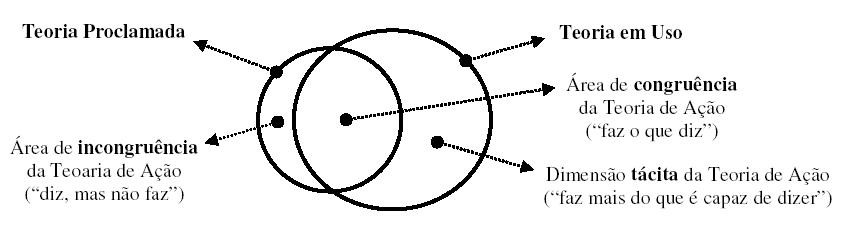 Teoria Proclamada
Teoria em Uso
Área de congruência
da Teoria de Ação
(“faz o que diz”)
Área de incongruência
da Teoaria de Ação
(“diz, mas não faz”)
Dimensão tácita da Teoria de Ação
(“faz mais do que é capaz de dizer”)